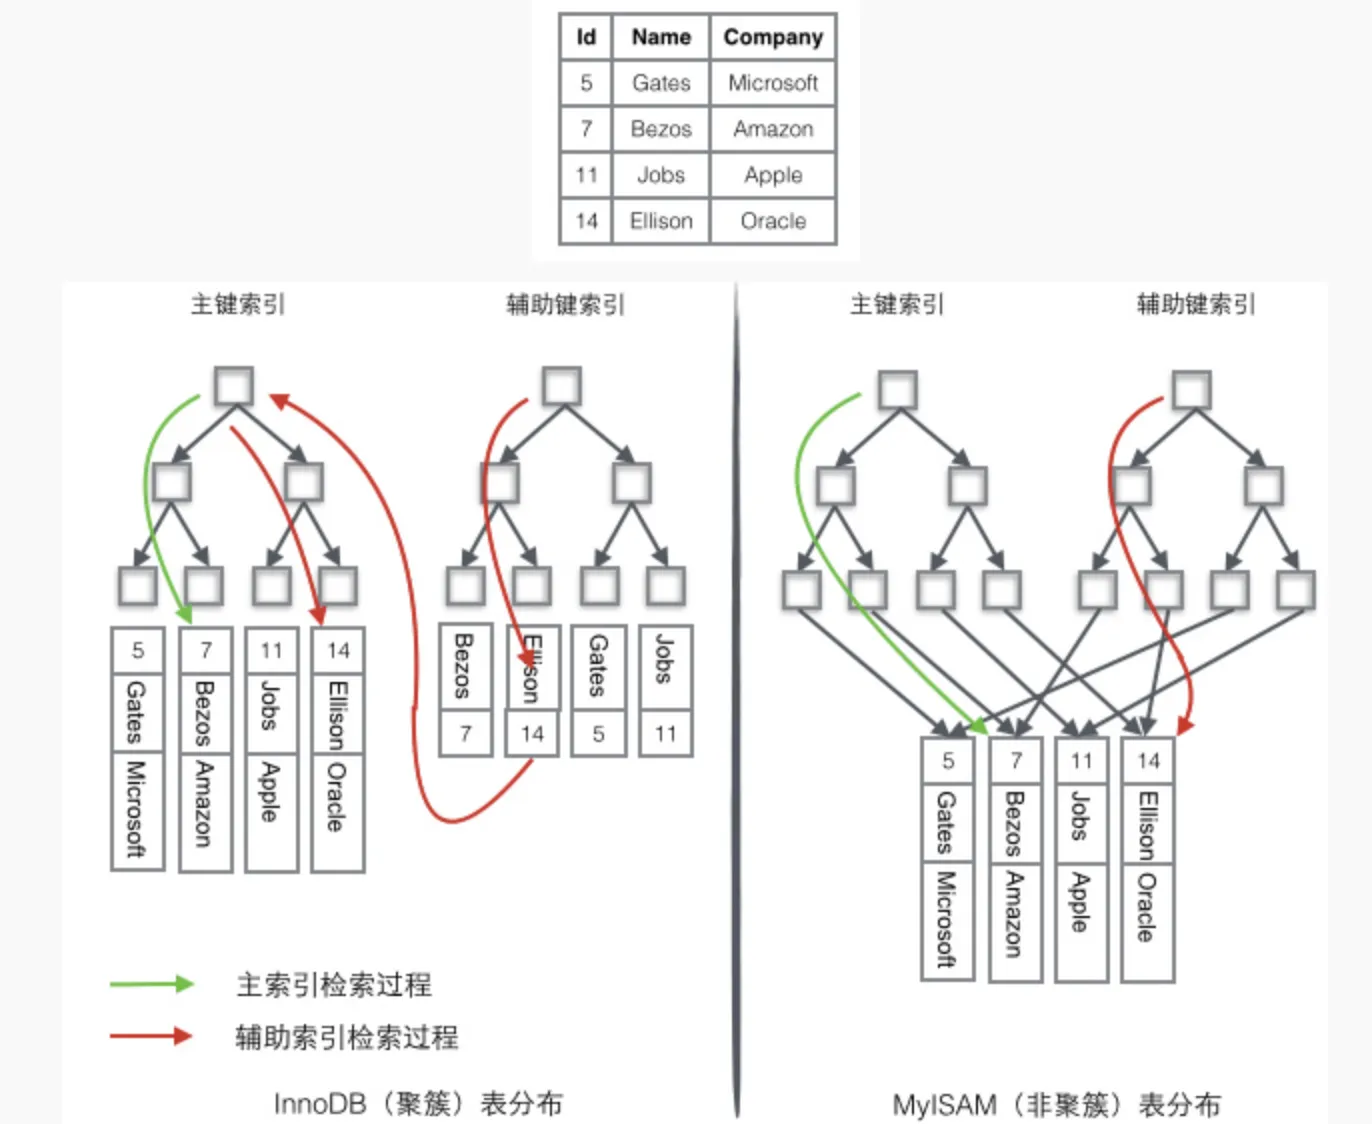 Id Name Company
5 Gates Microsoft
7 Bezos Amazon
11 Jobs Apple
14 Ellison Oracle
主键索引 辅助键索引 主键索引 辅助键索引
5 7 11 14
Gates Bezos Jobs Ellison
Microsoft Amazon Apple Oracle
Bezos Ellison Gates Jobs
7 14 5 11
5 7 11 14
Gates Bezos Jobs Ellison
Microsoft Amazon Apple Oracle
主索引检索过程
辅助索引检索过程
InnoDB（聚簇）表分布 MyISAM（非聚簇）表分布